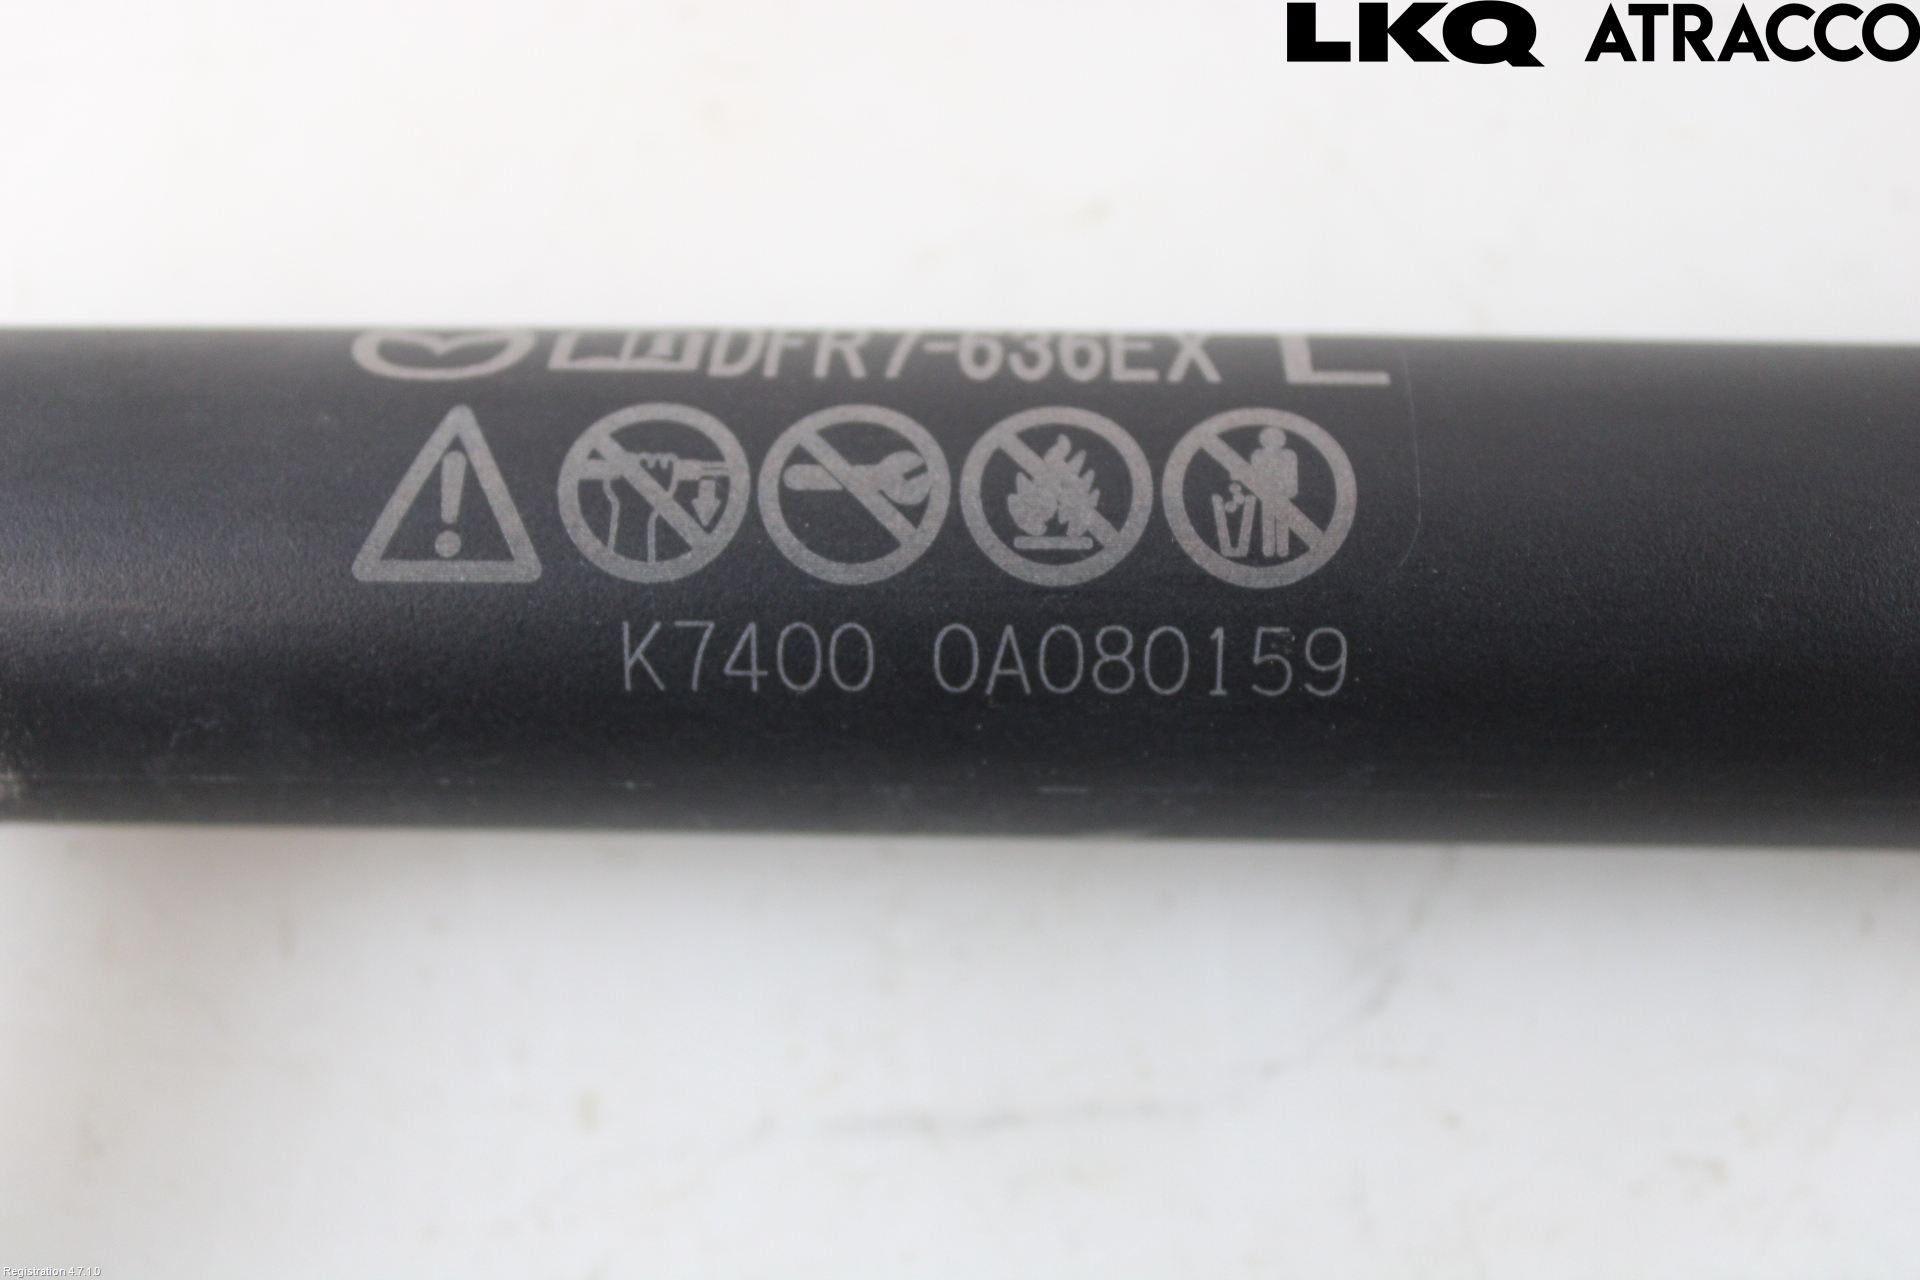 LKQ ATRACCO
DFR7-636EX L
K7400 0A080159
Registration 4.7.1.0